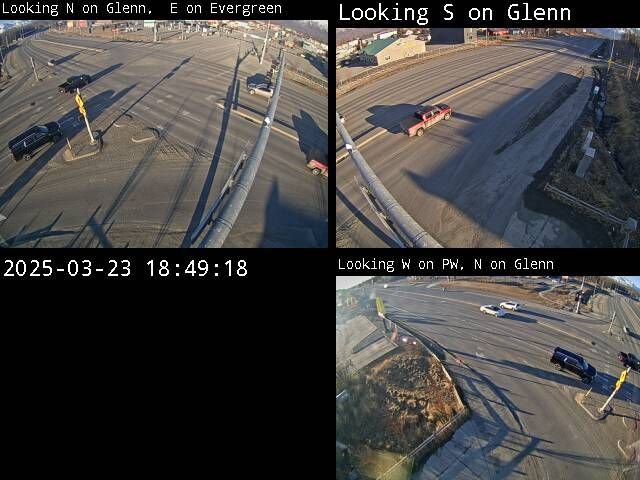 Looking N on Glenn,  E on Evergreen
Looking S on Glenn
2025-03-23 18:49:18
Looking W on PW, N on Glenn